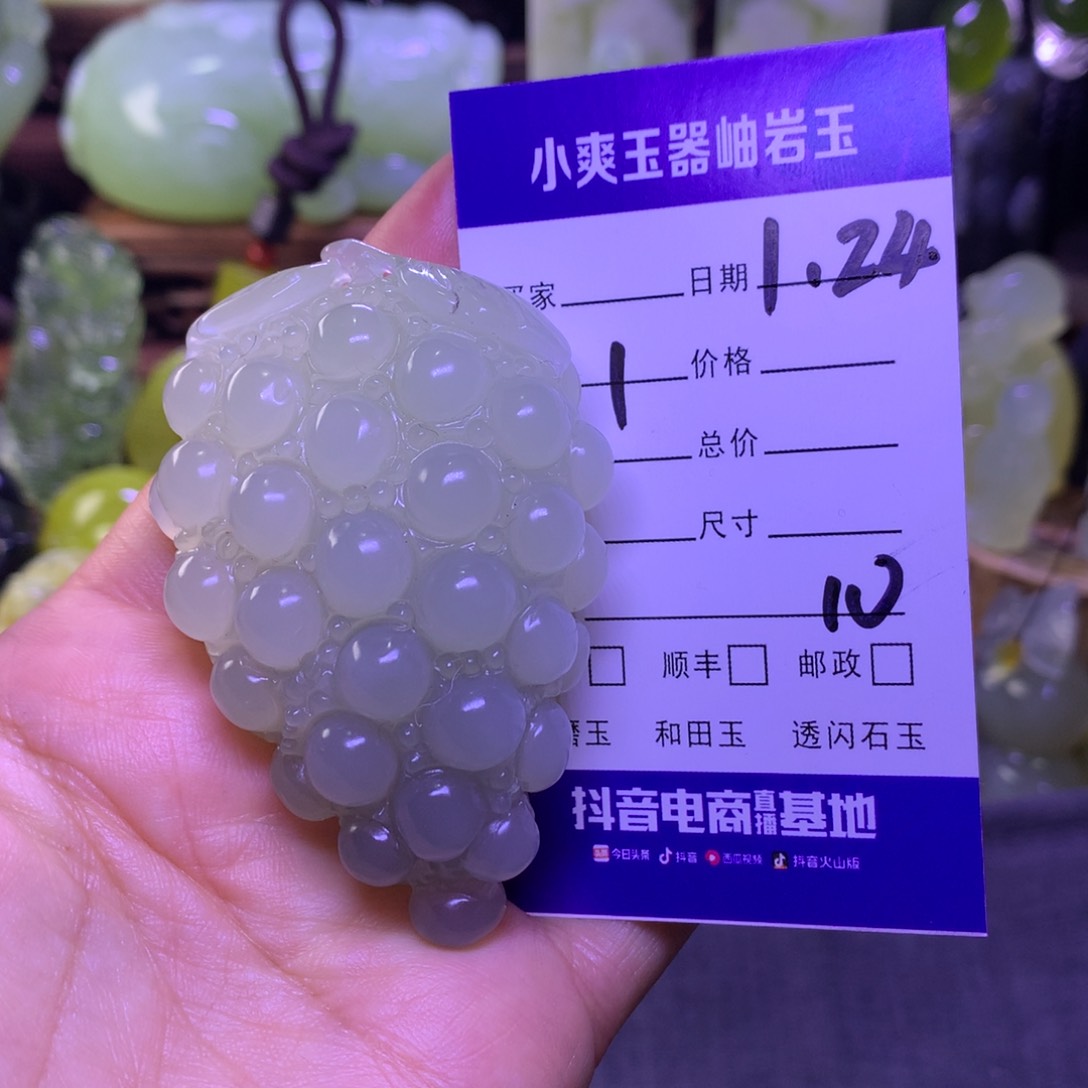 小爽玉器岫岩玉
买家 日期 1.24
1 价格
总价
尺寸
10
顺丰 邮政
磨玉 和田玉 透闪石玉
抖音电商直播基地
今日头条 抖音 西瓜视频 抖音火山版